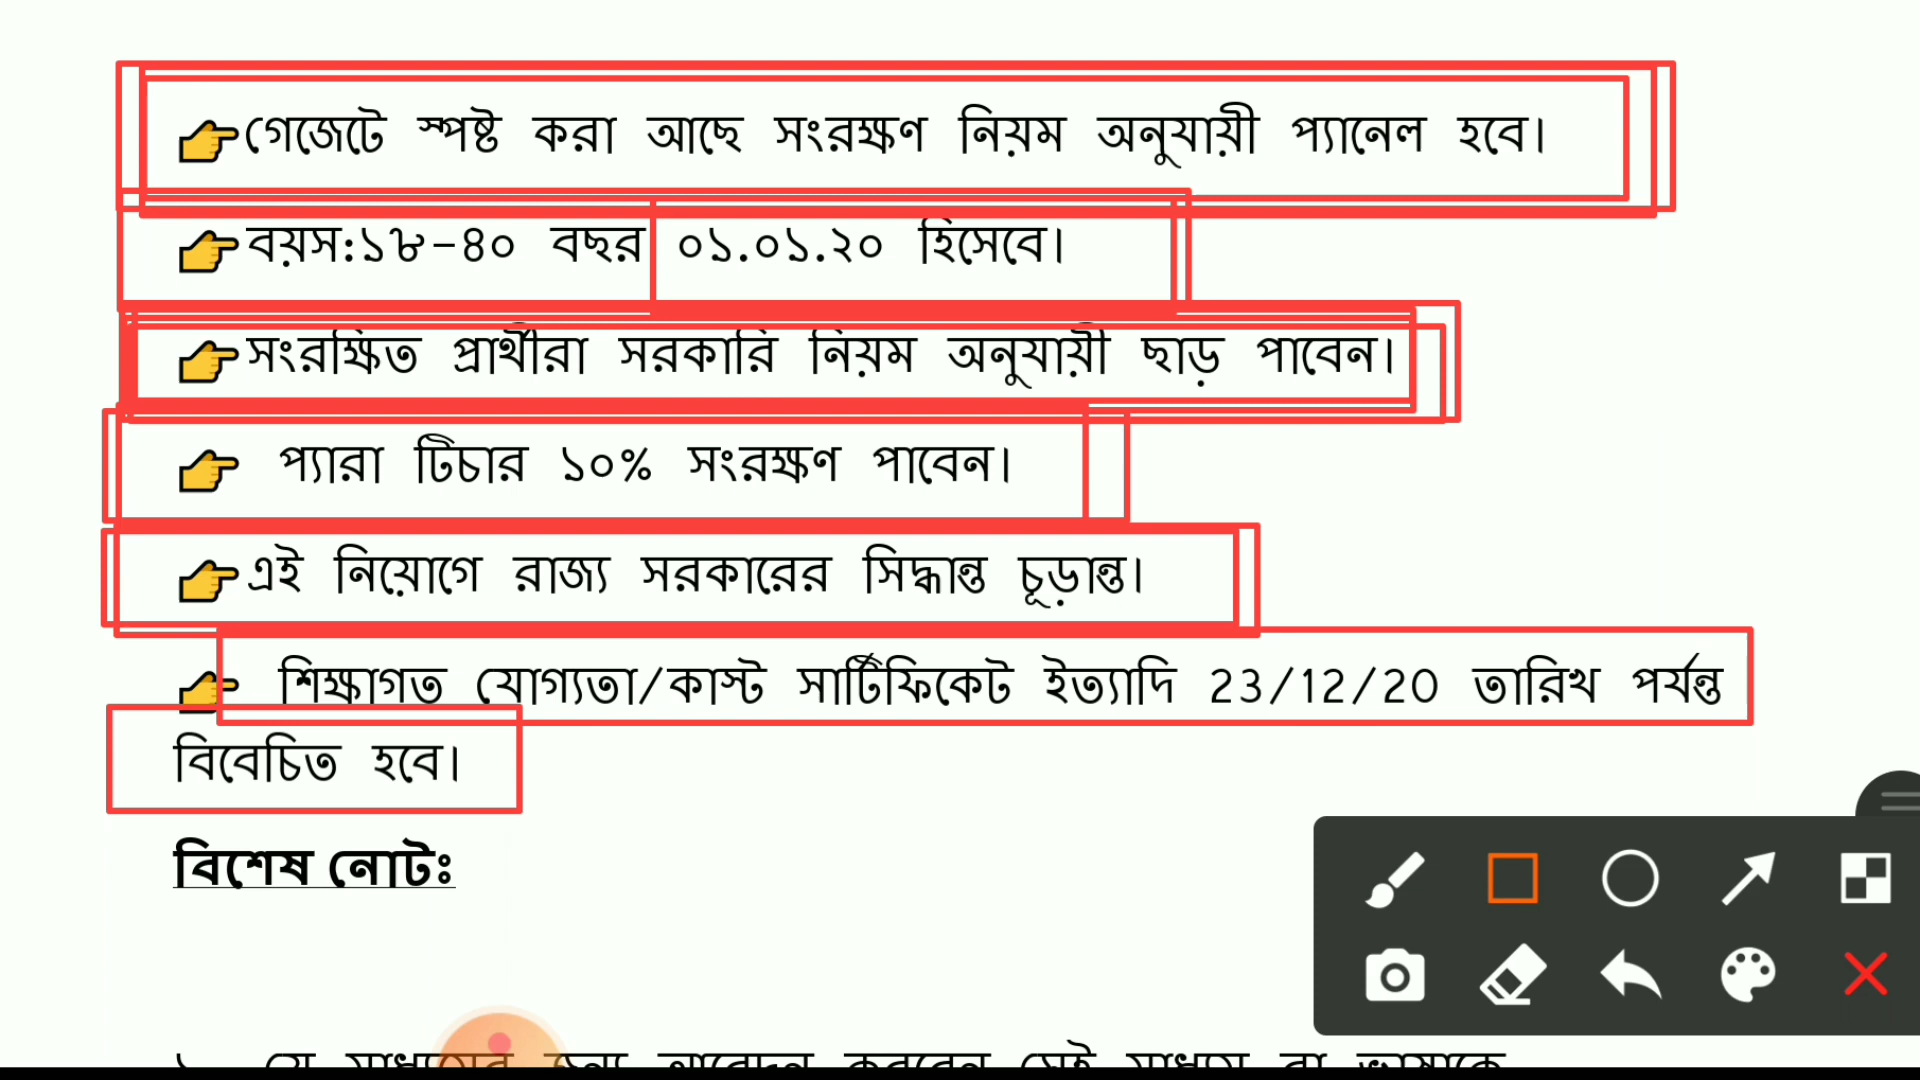 👉গেজেটে স্পষ্ট করা আছে সংরক্ষণ নিয়ম অনুযায়ী প্যানেল হবে।
👉বয়স:১৮-৪০ বছর ০১.০১.২০ হিসেবে।
👉সংরক্ষিত প্রার্থীরা সরকারি নিয়ম অনুযায়ী ছাড় পাবেন।
👉 প্যারা টিচার ১০% সংরক্ষণ পাবেন।
👉এই নিয়োগে রাজ্য সরকারের সিদ্ধান্ত চূড়ান্ত।
👉 শিক্ষাগত যোগ্যতা/কাস্ট সার্টিফিকেট ইত্যাদি 23/12/20 তারিখ পর্যন্ত
বিবেচিত হবে।
বিশেষ নোটঃ